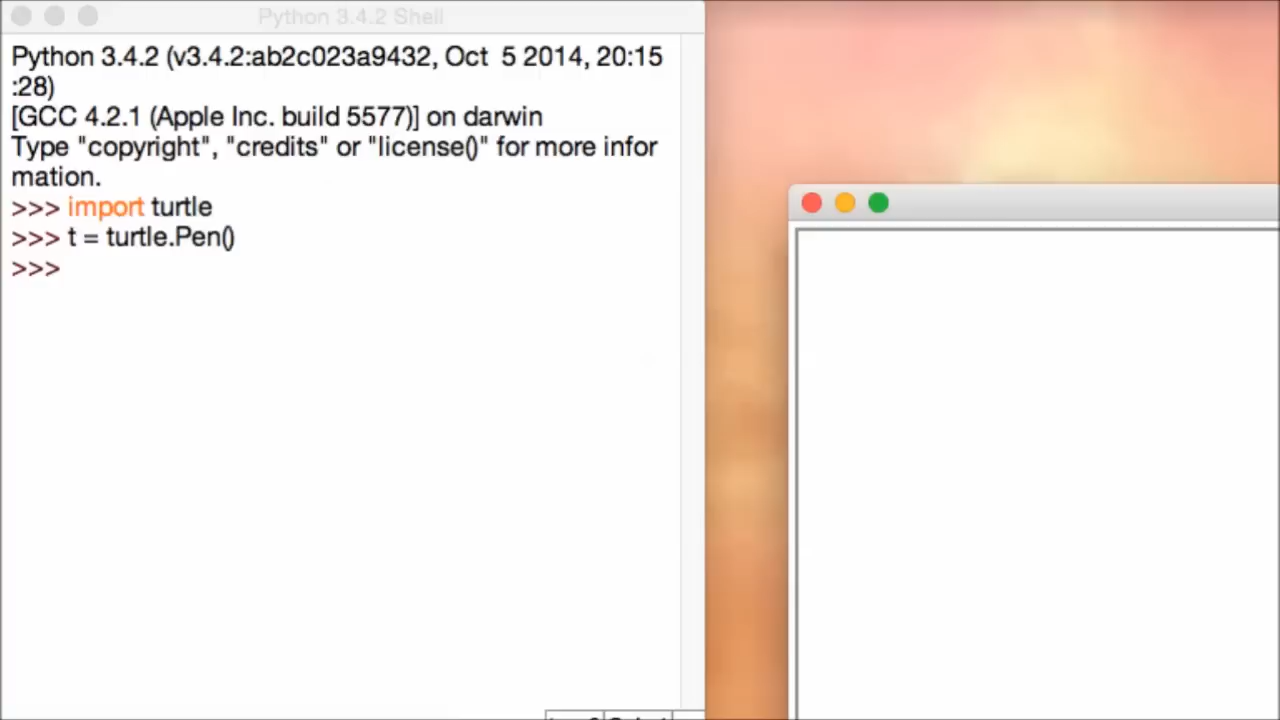 Python 3.4.2 Shell
Python 3.4.2 (v3.4.2:ab2c023a9432, Oct  5 2014, 20:15
:28)
[GCC 4.2.1 (Apple Inc. build 5577)] on darwin
Type "copyright", "credits" or "license()" for more infor
mation.
>>> import turtle
>>> t = turtle.Pen()
>>>